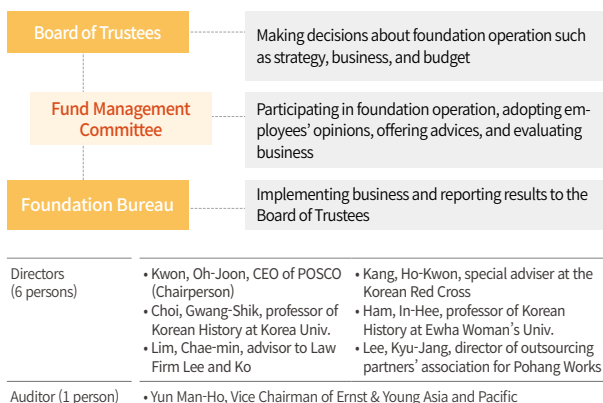 Board of Trustees
Making decisions about foundation operation such
as strategy, business, and budget
Fund Management
Committee
Participating in foundation operation, adopting em-
ployees’ opinions, offering advices, and evaluating
business
Foundation Bureau
Implementing business and reporting results to the
Board of Trustees
Directors
(6 persons)
• Kwon, Oh-Joon, CEO of POSCO
(Chairperson)
• Choi, Gwang-Shik, professor of
Korean History at Korea Univ.
• Lim, Chae-min, advisor to Law
Firm Lee and Ko
• Kang, Ho-Kwon, special adviser at the
Korean Red Cross
• Ham, In-Hee, professor of Korean
History at Ewha Woman’s Univ.
• Lee, Kyu-Jang, director of outsourcing
partners’ association for Pohang Works
Auditor (1 person)
• Yun Man-Ho, Vice Chairman of Ernst & Young Asia and Pacific